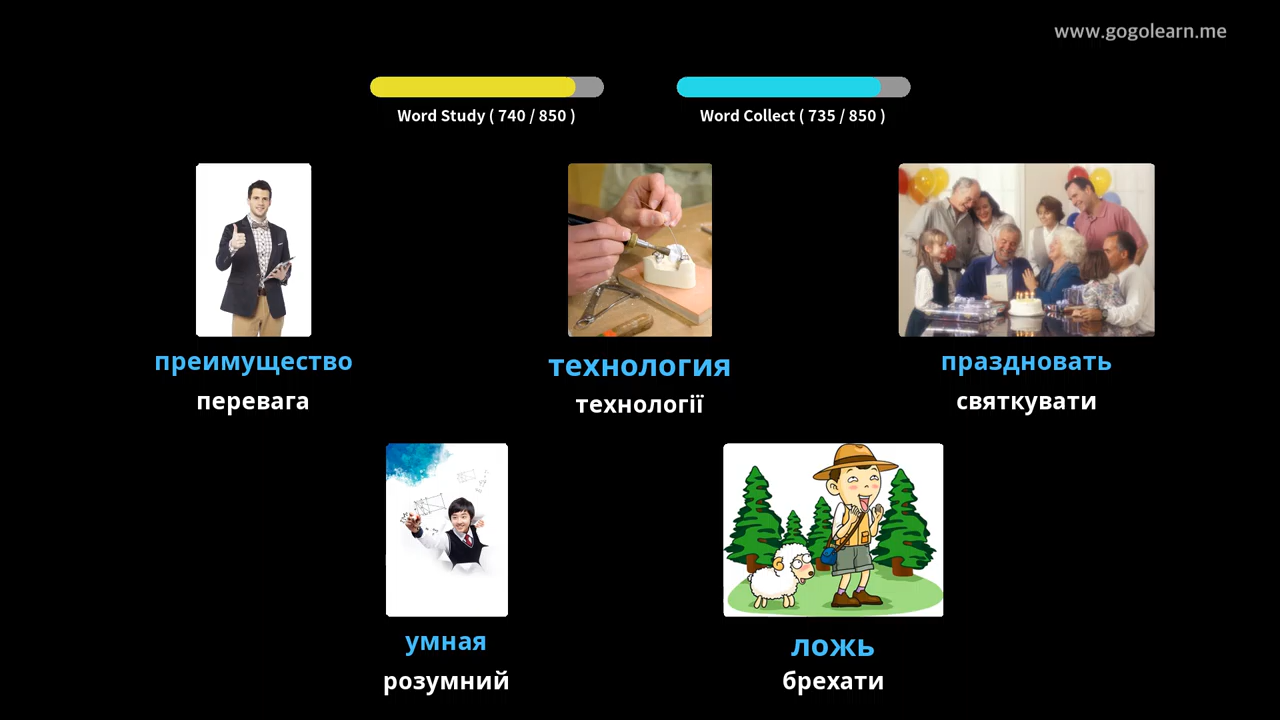 www.gogolearn.me
Word Study ( 740 / 850 )
Word Collect ( 735 / 850 )
преимущество
перевага
технология
технології
праздновать
святкувати
умная
розумний
ложь
брехати